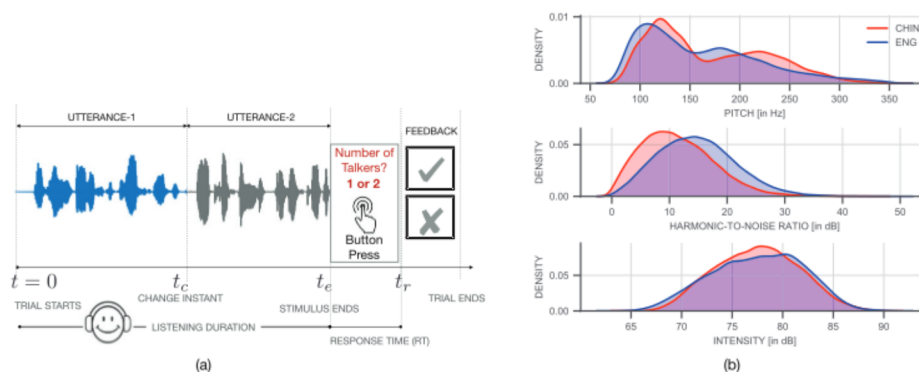 UTTERANCE-1
UTTERANCE-2
FEEDBACK
Number of
Talkers?
1 or 2
Button
Press
t = 0
t_c
t_e
t_r
TRIAL STARTS
CHANGE INSTANT
STIMULUS ENDS
TRIAL ENDS
LISTENING DURATION
RESPONSE TIME (RT)
(a)
DENSITY
0.01
0.00
CHIN
ENG
50 100 150 200 250 300 350
PITCH [in Hz]
DENSITY
0.05
0.00
0 10 20 30 40 50
HARMONIC-TO-NOISE RATIO [in dB]
DENSITY
0.05
0.00
65 70 75 80 85 90
INTENSITY [in dB]
(b)